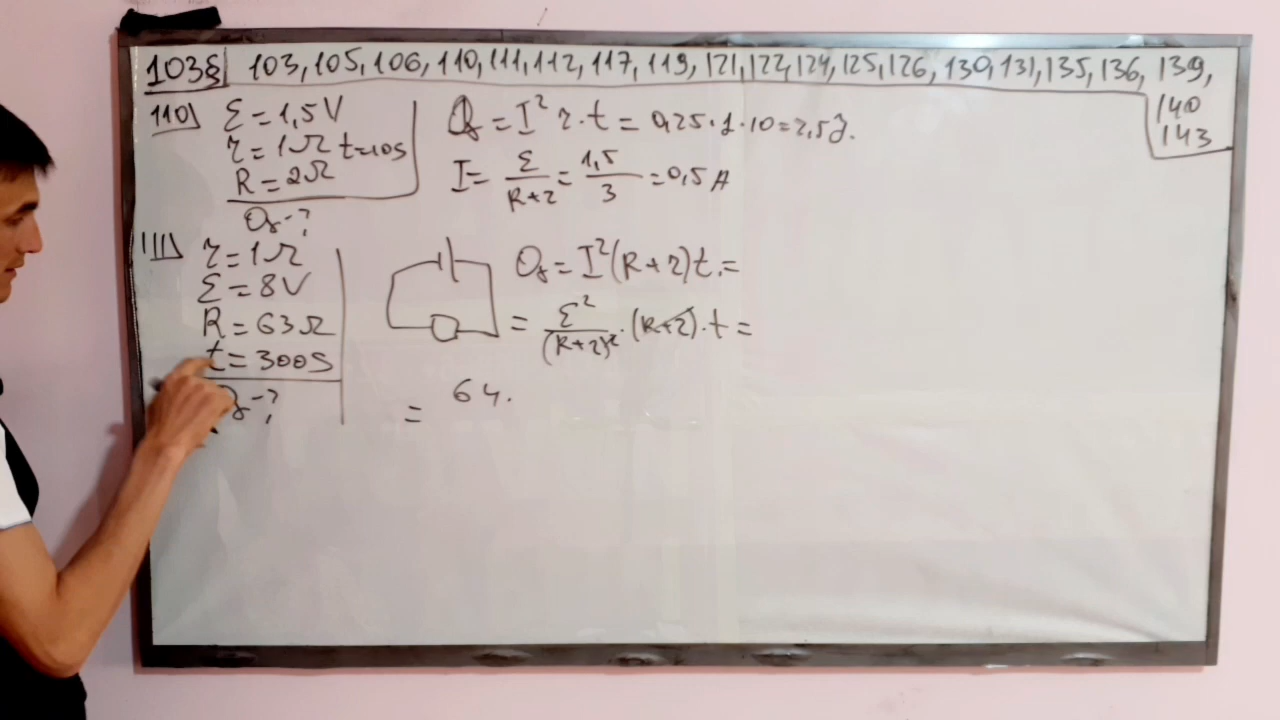 103§ 103, 105, 106, 110, 111, 112, 117, 119, 121, 122, 124, 125, 126, 130, 131, 135, 136, 139,
140
143
110) Ɛ = 1,5V
r = 1Ω t=10s
R = 2Ω
Q-?
Q = I² r · t = 0,25 · 1 · 10 = 2,5J.
I = Ɛ/(R+r) = 1,5/3 = 0,5 A
111) r = 1Ω
Ɛ = 8V
R = 63Ω
t = 300s
Q-?
Q = I²(R+r)t =
= Ɛ²/(R+r)² · (R+r) · t =
= 64 ·